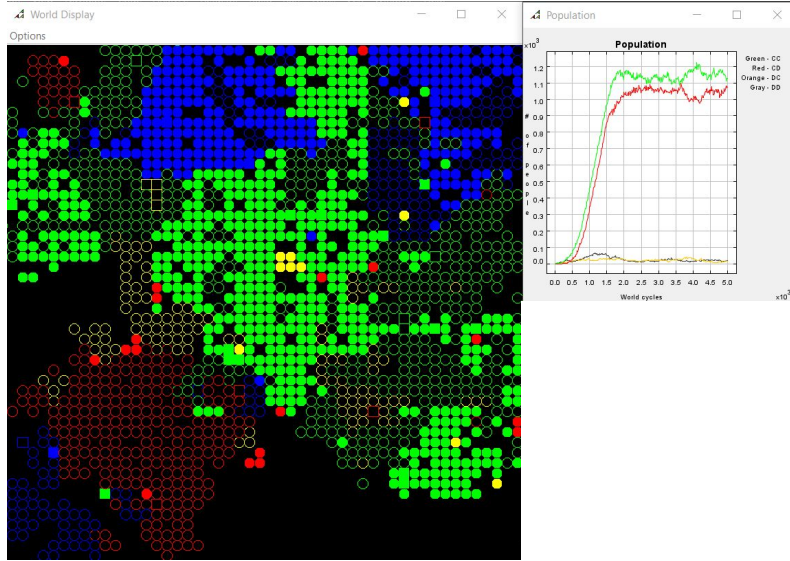 World Display
Options
Population
Population
Green - CC
Red - CD
Orange - DC
Gray - DD
x10³
# of people
1.2
1.1
1.0
0.9
0.8
0.7
0.6
0.5
0.4
0.3
0.2
0.1
0.0
0.0 0.5 1.0 1.5 2.0 2.5 3.0 3.5 4.0 4.5 5.0
World cycles
x10³